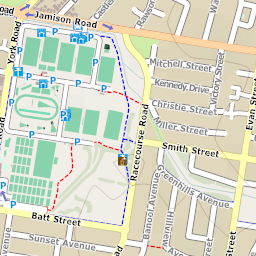 Jamison Road
York Road
Mitchell Street
Kennedy Drive
Victory Street
Christie Street
Miller Street
Evan Street
Smith Street
Racecourse Road
Greenhills Avenue
Batt Street
Banool Avenue
Hillview
Sunset Avenue